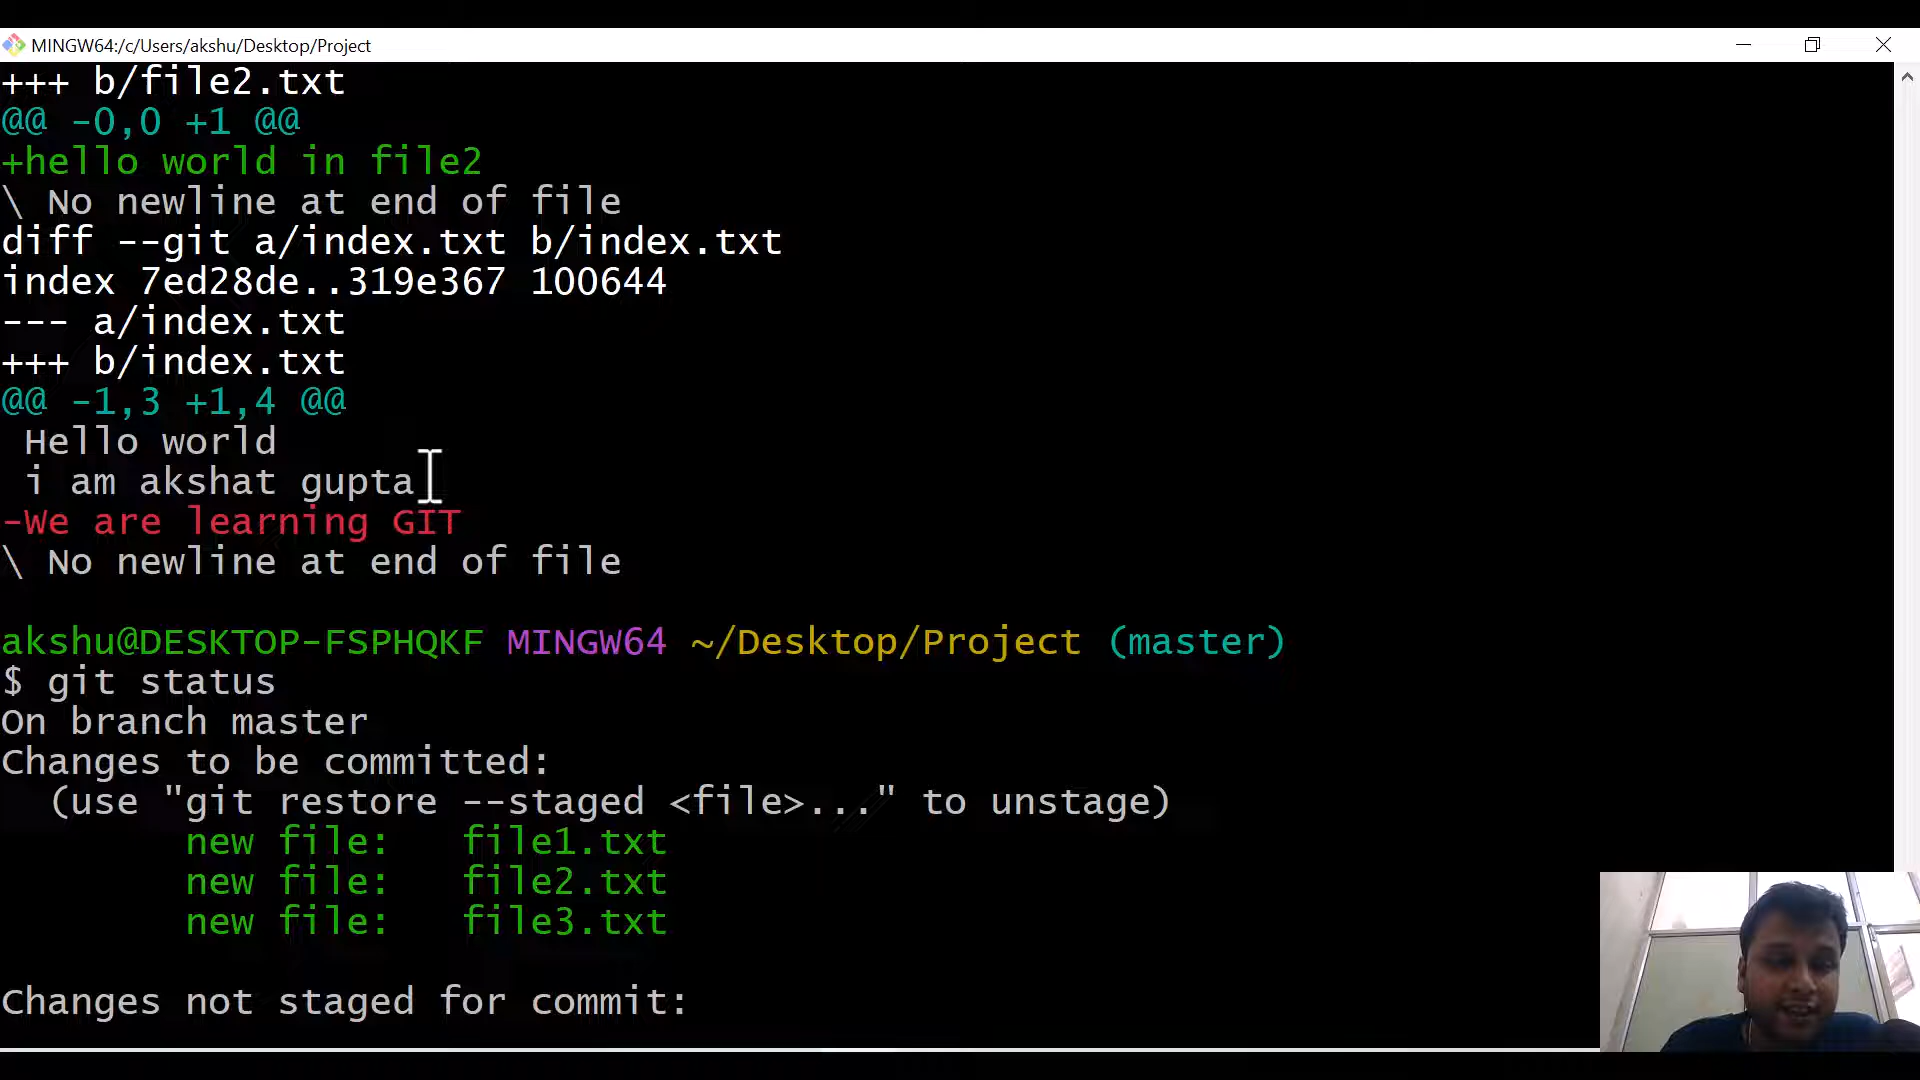 MINGW64:/c/Users/akshu/Desktop/Project
+++ b/file2.txt
@@ -0,0 +1 @@
+hello world in file2
\ No newline at end of file
diff --git a/index.txt b/index.txt
index 7ed28de..319e367 100644
--- a/index.txt
+++ b/index.txt
@@ -1,3 +1,4 @@
 Hello world
 i am akshat gupta
-We are learning GIT
\ No newline at end of file
akshu@DESKTOP-FSPHQKF MINGW64 ~/Desktop/Project (master)
$ git status
On branch master
Changes to be committed:
  (use "git restore --staged <file>..." to unstage)
        new file:   file1.txt
        new file:   file2.txt
        new file:   file3.txt
Changes not staged for commit: